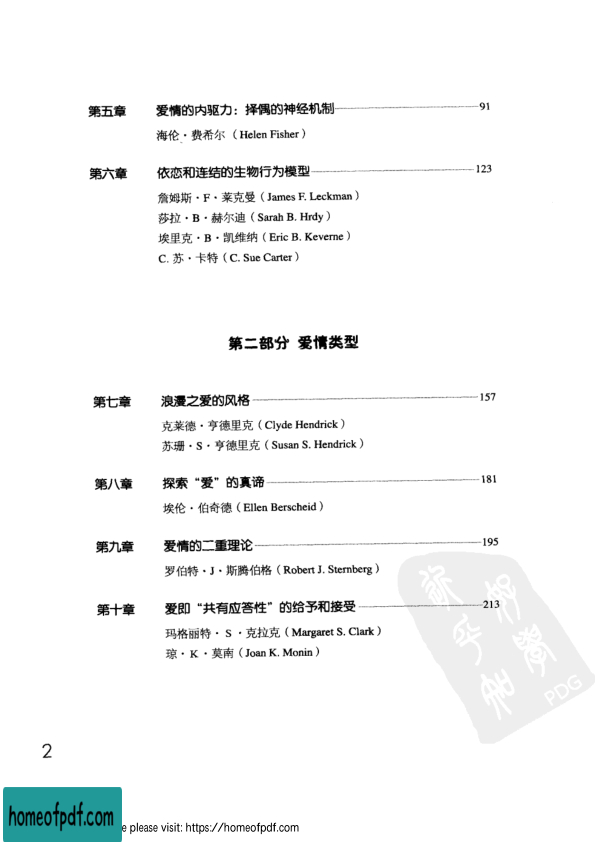 第五章 爱情的内驱力：择偶的神经机制 91
海伦·费希尔（Helen Fisher）
第六章 依恋和连结的生物行为模型 123
詹姆斯·F·莱克曼（James F. Leckman）
莎拉·B·赫尔迪（Sarah B. Hrdy）
埃里克·B·凯维纳（Eric B. Keverne）
C. 苏·卡特（C. Sue Carter）
第二部分 爱情类型
第七章 浪漫之爱的风格 157
克莱德·亨德里克（Clyde Hendrick）
苏珊·S·亨德里克（Susan S. Hendrick）
第八章 探索“爱”的真谛 181
埃伦·伯奇德（Ellen Berscheid）
第九章 爱情的二重理论 195
罗伯特·J·斯腾伯格（Robert J. Sternberg）
第十章 爱即“共有应答性”的给予和接受 213
玛格丽特·S·克拉克（Margaret S. Clark）
琼·K·莫南（Joan K. Monin）
PDG
2
homeofpdf.com
e please visit: https://homeofpdf.com